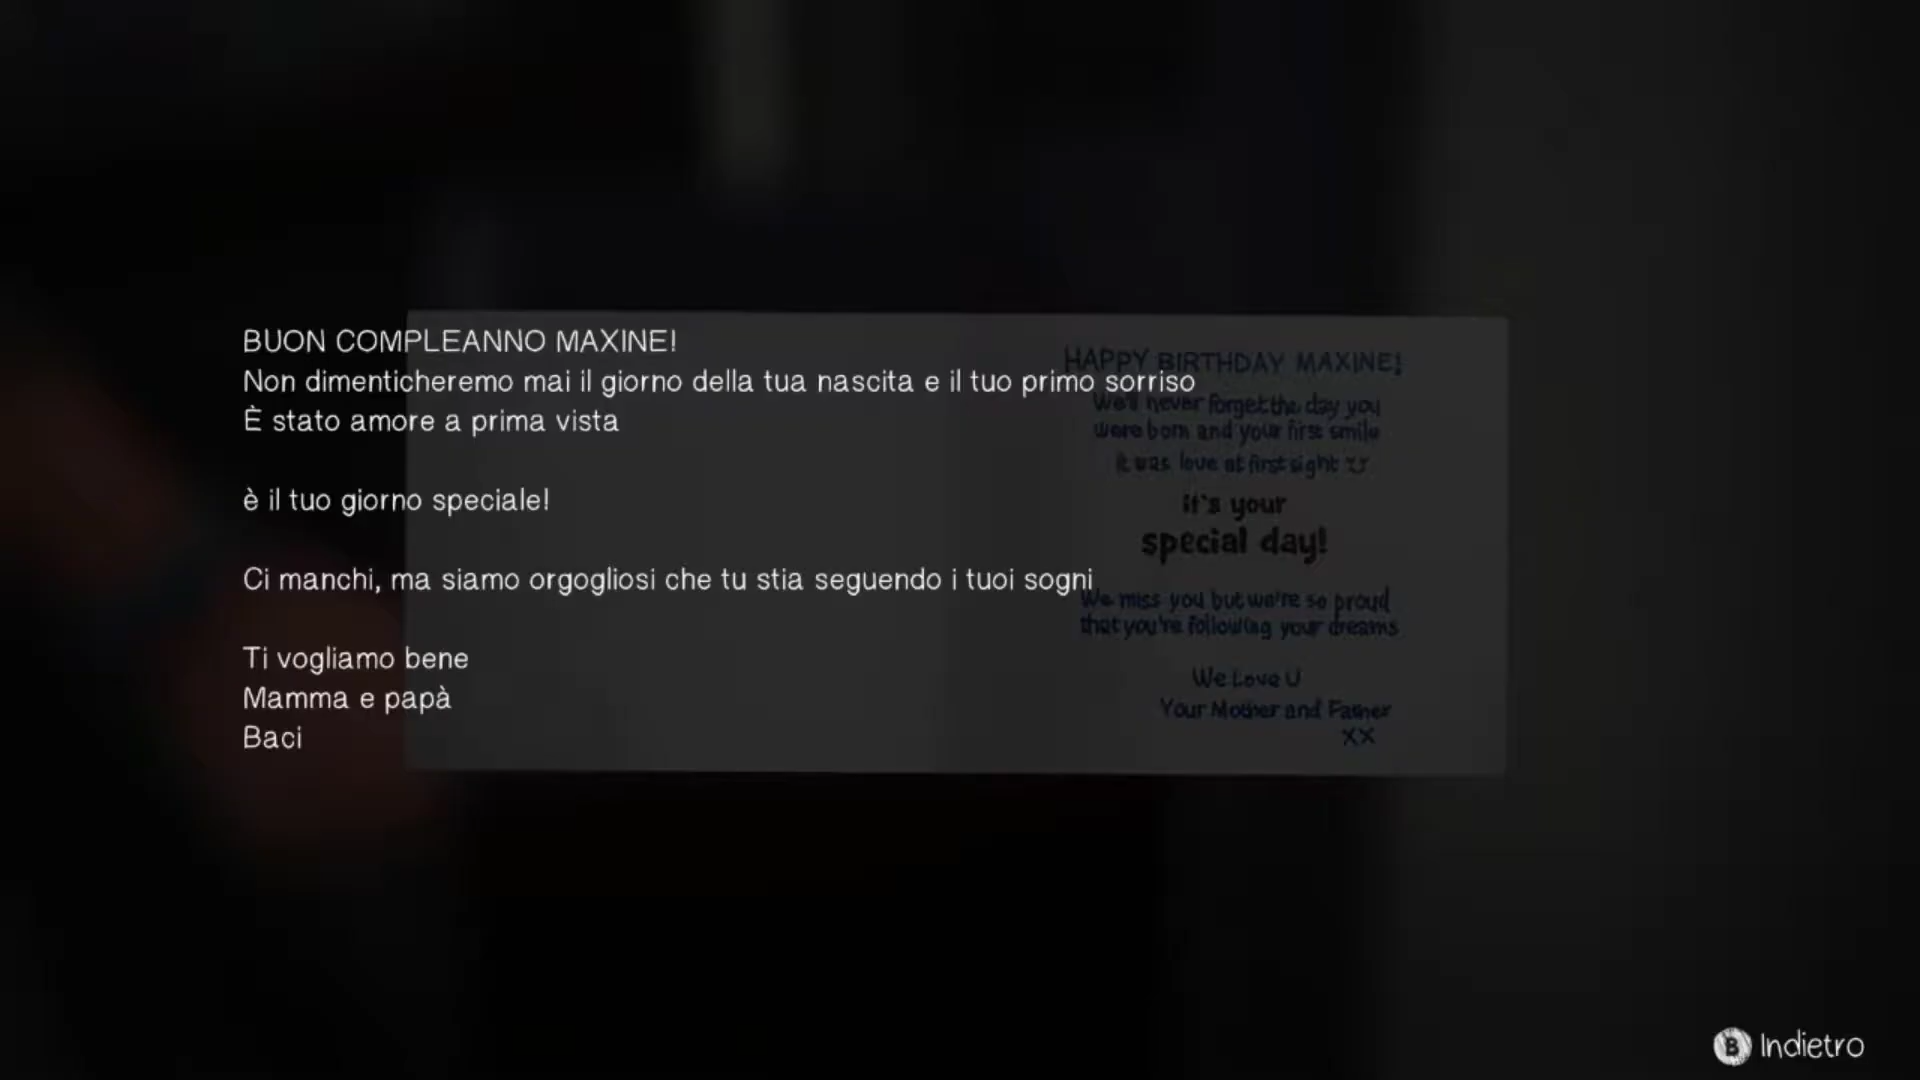 BUON COMPLEANNO MAXINE!
Non dimenticheremo mai il giorno della tua nascita e il tuo primo sorriso
È stato amore a prima vista
è il tuo giorno speciale!
Ci manchi, ma siamo orgogliosi che tu stia seguendo i tuoi sogni
Ti vogliamo bene
Mamma e papà
Baci
HAPPY BIRTHDAY MAXINE!
We'll never forget the day you
were born and your first smile
it was love at first sight
it's your
special day!
We miss you but we're so proud
that you're following your dreams
We Love U
Your Mother and Father
XX
B Indietro